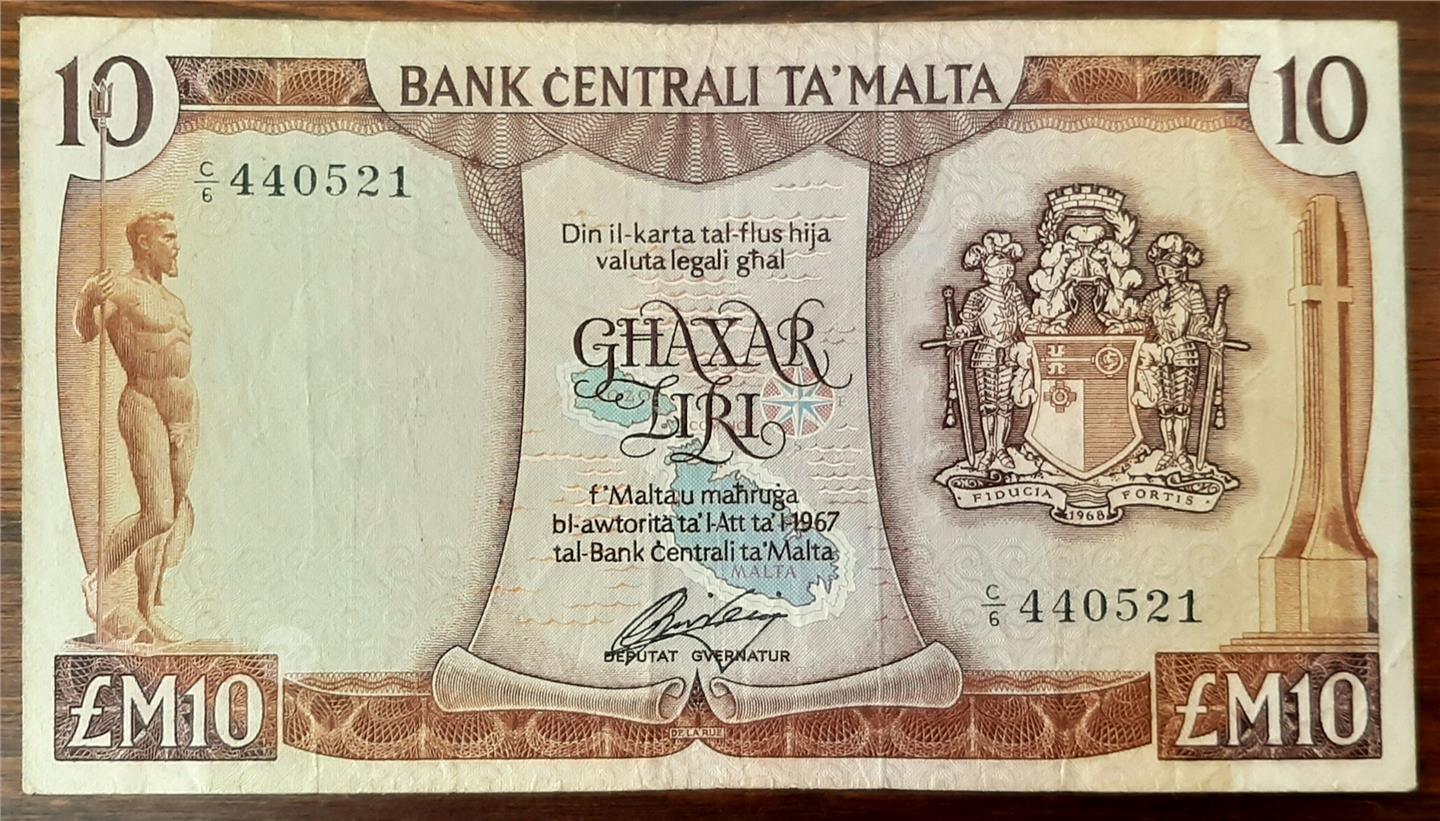 10
BANK ĊENTRALI TA' MALTA
10
C/6 440521
Din il-karta tal-flus hija
valuta legali għal
GĦAXAR
LIRI
f'Malta u maħruġa
bl-awtorità ta' l-Att ta' l-1967
tal-Bank Ċentrali ta' Malta
MALTA
DEPUTAT GVERNATUR
· FIDUCIA FORTIS ·
1968
C/6 440521
£M10
DE LA RUE
£M10